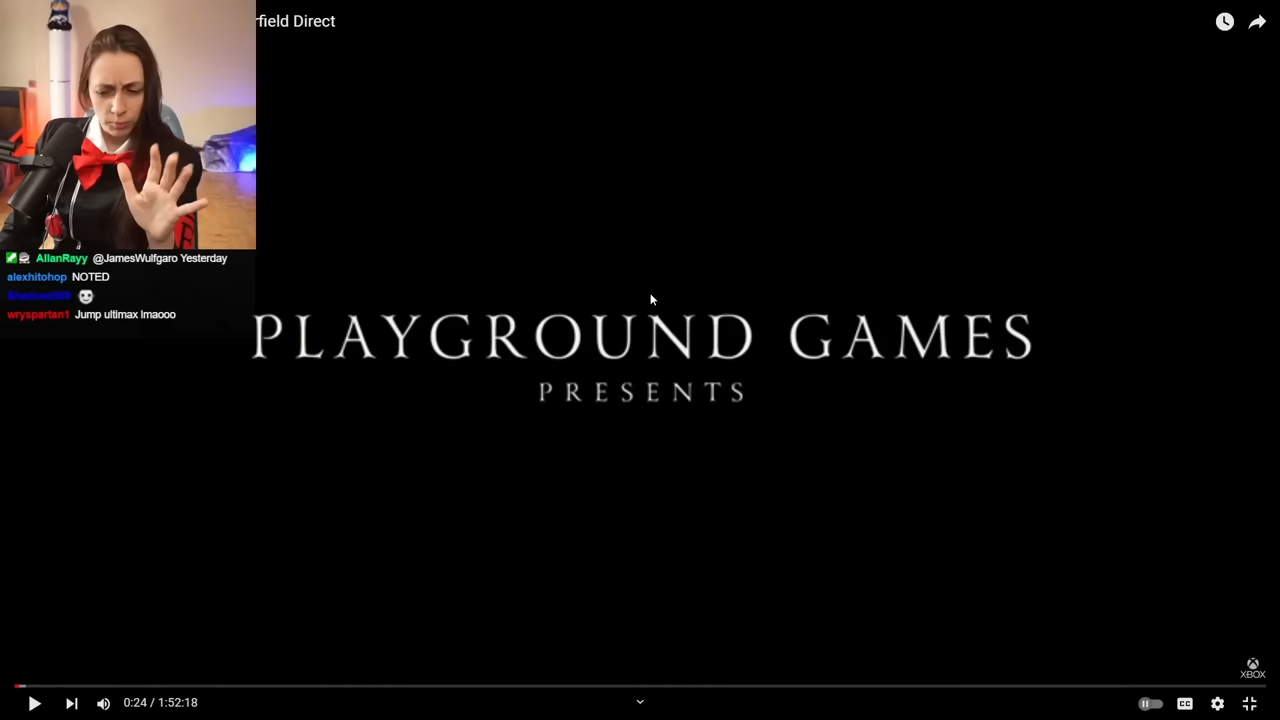 rfield Direct
AllanRayy @JamesWulfgaro Yesterday
alexhitohop NOTED
wryspartan1 Jump ultimax lmaooo
PLAYGROUND GAMES
PRESENTS
XBOX
0:24 / 1:52:18
CC